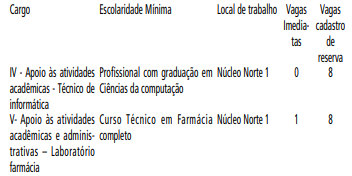 Cargo Escolaridade Mínima Local de trabalho Vagas Vagas
Imedia- cadastro
tas de
reserva
IV - Apoio às atividades Profissional com graduação em Núcleo Norte 1 0 8
acadêmicas - Técnico de Ciências da computação
informática
V- Apoio às atividades Curso Técnico em Farmácia Núcleo Norte 1 1 8
acadêmicas e adminis- completo
trativas – Laboratório
farmácia